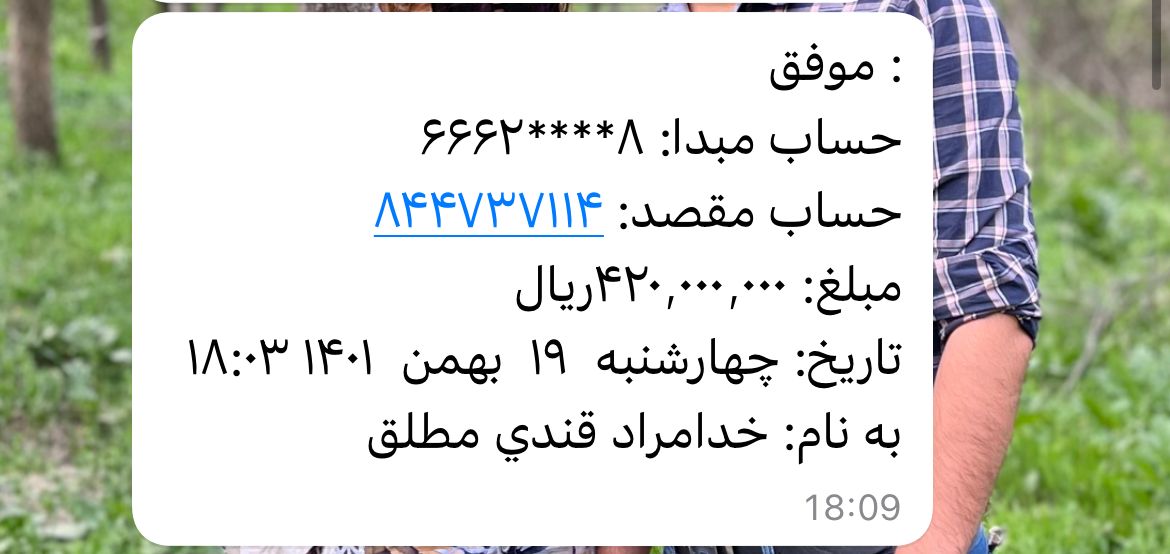 : موفق
حساب مبدا: ۸****۶۶۶۲
حساب مقصد: ۸۴۴۷۳۷۱۱۴
مبلغ: ۴۲۰,۰۰۰,۰۰۰ریال
تاریخ: چهارشنبه ۱۹ بهمن ۱۴۰۱ ۱۸:۰۳
به نام: خدامراد قندي مطلق
18:09